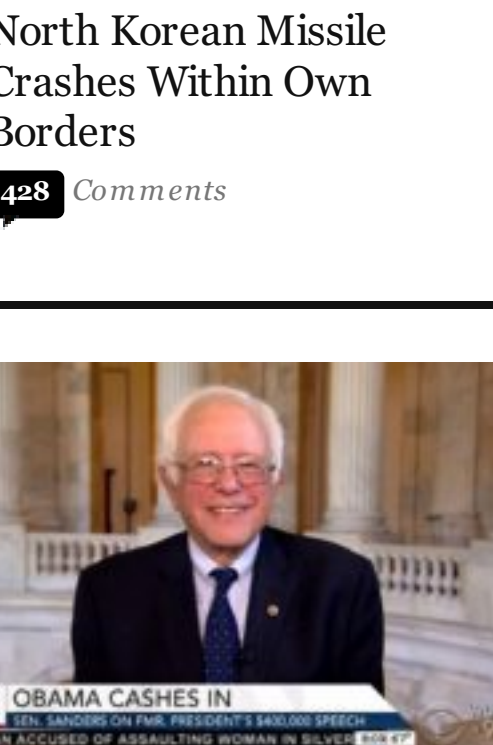 North Korean Missile
Crashes Within Own
Borders
428 Comments
OBAMA CASHES IN
SEN. SANDERS ON FMR. PRESIDENT'S $400,000 SPEECH
ACCUSED OF ASSAULTING WOMAN IN SILVER